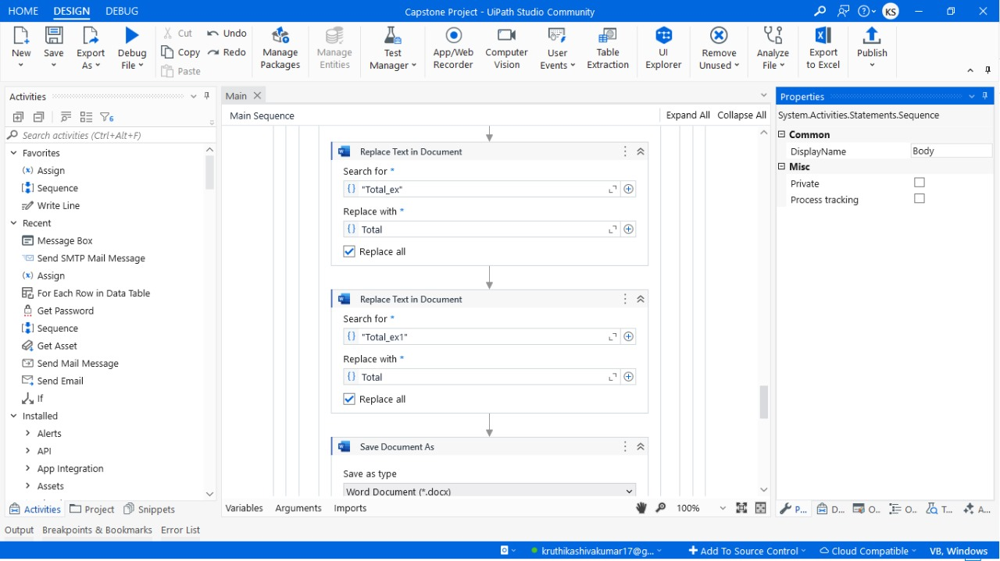 HOME DESIGN DEBUG Capstone Project - UiPath Studio Community KS
New Save Export As Debug File Cut Copy Paste Undo Redo Manage Packages Manage Entities Test Manager App/Web Recorder Computer Vision User Events Table Extraction UI Explorer Remove Unused Analyze File Export to Excel Publish
Activities
Search activities (Ctrl+Alt+F)
Favorites
Assign
Sequence
Write Line
Recent
Message Box
Send SMTP Mail Message
Assign
For Each Row in Data Table
Get Password
Sequence
Get Asset
Send Mail Message
Send Email
If
Installed
Alerts
API
App Integration
Assets
Activities Project Snippets
Main
Main Sequence Expand All Collapse All
Replace Text in Document
Search for *
"Total_ex"
Replace with *
Total
Replace all
Replace Text in Document
Search for *
"Total_ex1"
Replace with *
Total
Replace all
Save Document As
Save as type
Word Document (*.docx)
Variables Arguments Imports 100%
Properties
System.Activities.Statements.Sequence
Common
DisplayName Body
Misc
Private
Process tracking
P... D... O... O... T... A...
Output Breakpoints & Bookmarks Error List
kruthikashivakumar17@g... Add To Source Control Cloud Compatible VB, Windows